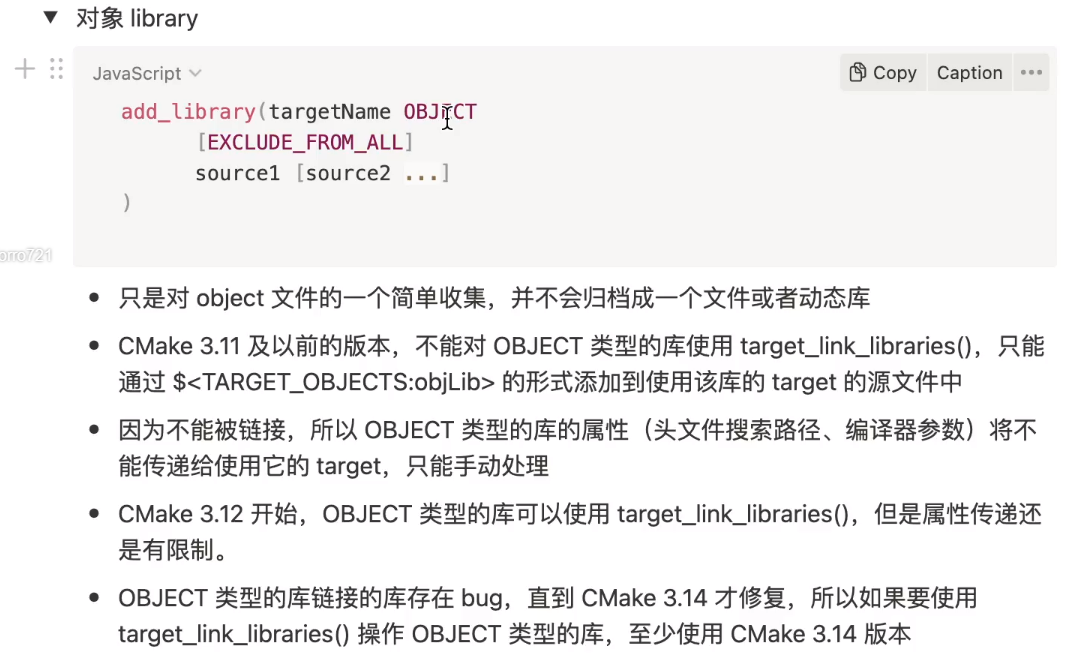 对象 library
JavaScript
Copy
Caption
add_library(targetName OBJECT
[EXCLUDE_FROM_ALL]
source1 [source2 ...]
)
只是对 object 文件的一个简单收集，并不会归档成一个文件或者动态库
CMake 3.11 及以前的版本，不能对 OBJECT 类型的库使用 target_link_libraries()，只能
通过 $<TARGET_OBJECTS:objLib> 的形式添加到使用该库的 target 的源文件中
因为不能被链接，所以 OBJECT 类型的库的属性（头文件搜索路径、编译器参数）将不
能传递给使用它的 target，只能手动处理
CMake 3.12 开始，OBJECT 类型的库可以使用 target_link_libraries()，但是属性传递还
是有限制。
OBJECT 类型的库链接的库存在 bug，直到 CMake 3.14 才修复，所以如果要使用
target_link_libraries() 操作 OBJECT 类型的库，至少使用 CMake 3.14 版本